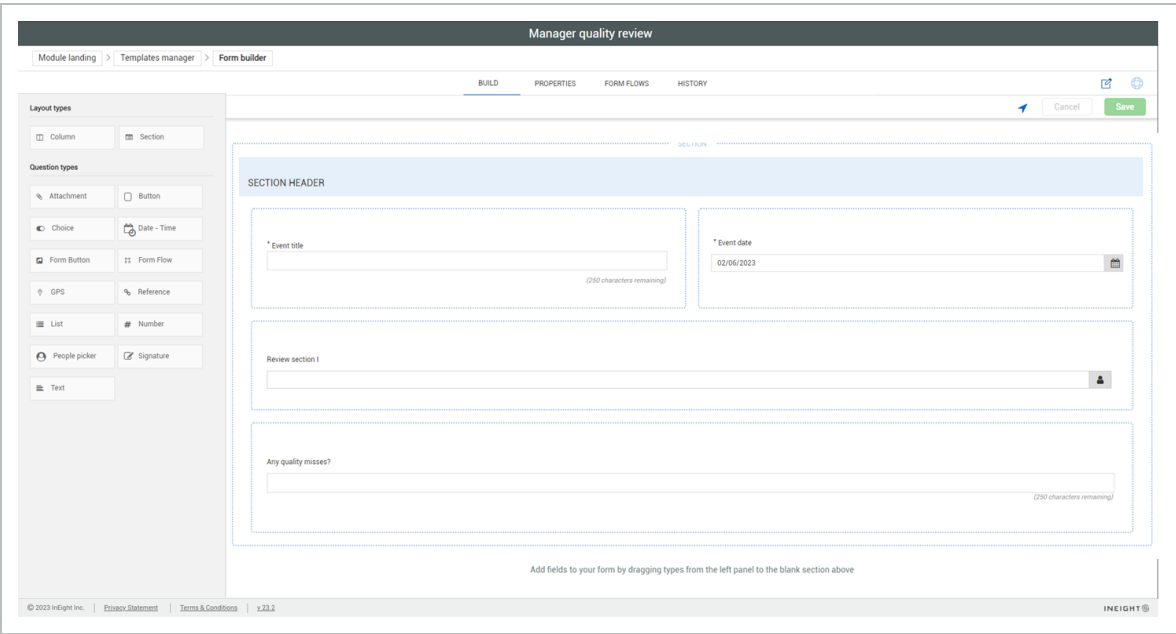 Manager quality review
Module landing > Templates manager > Form builder
BUILD PROPERTIES FORM FLOWS HISTORY
Cancel Save
Layout types
Column Section
Question types
Attachment Button
Choice Date - Time
Form Button Form Flow
GPS Reference
List # Number
People picker Signature
Text
SECTION
SECTION HEADER
* Event title
(250 characters remaining)
* Event date
02/06/2023
Review section I
Any quality misses?
(250 characters remaining)
Add fields to your form by dragging types from the left panel to the blank section above
© 2023 InEight Inc. | Privacy Statement | Terms & Conditions | v 23.2
INEIGHT